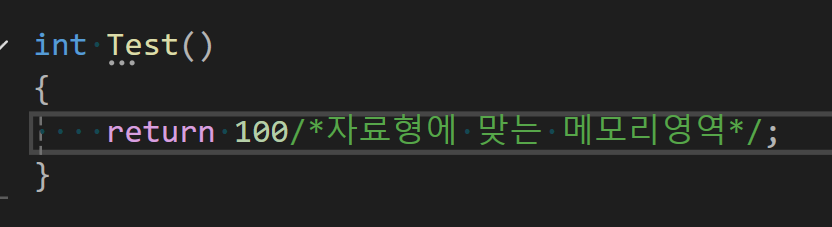 int Test()
{
return 100/*자료형에 맞는 메모리영역*/;
}